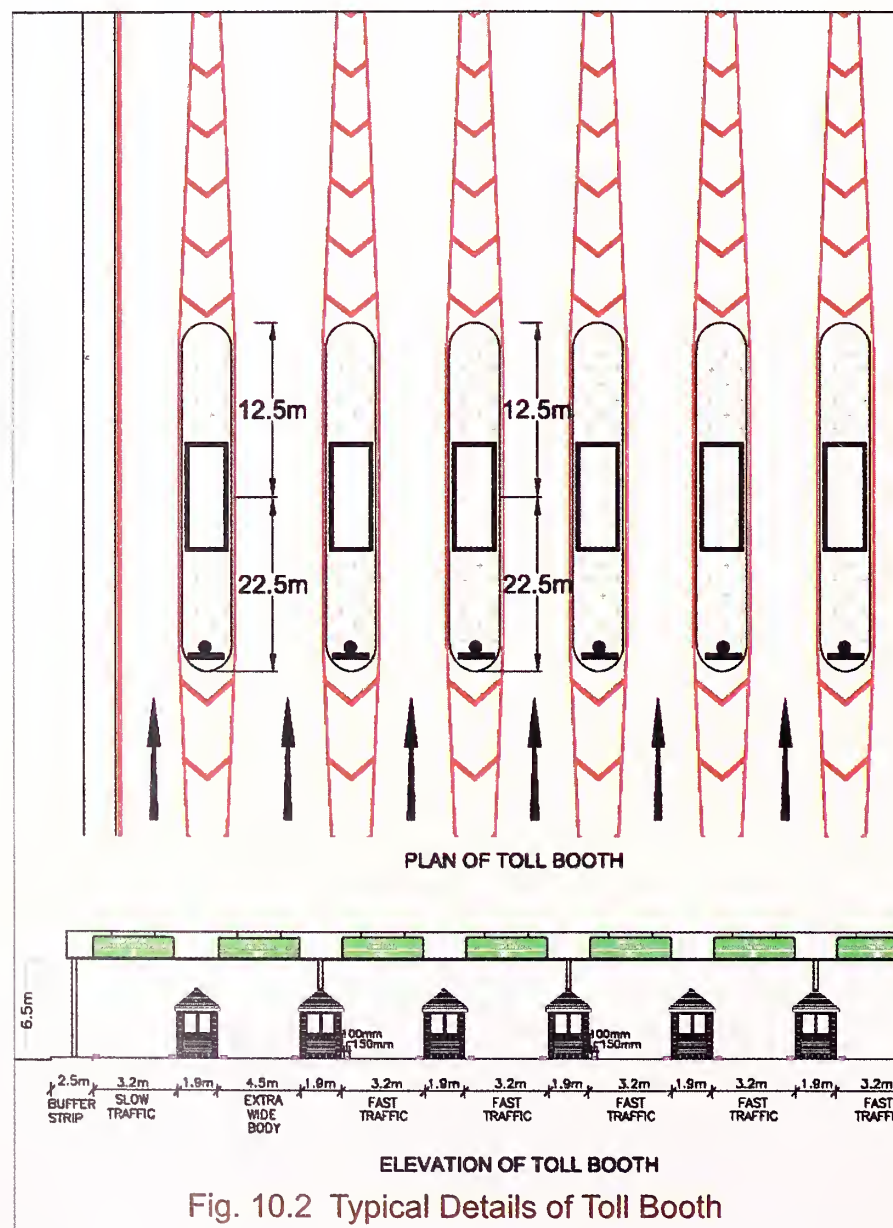 12.5m 12.5m
22.5m 22.5m
PLAN OF TOLL BOOTH
6.5m
100mm 100mm
150mm 150mm
2.5m 3.2m 1.9m 4.5m 1.9m 3.2m 1.9m 3.2m 1.9m 3.2m 1.9m 3.2m 1.9m 3.2m
BUFFER STRIP
SLOW TRAFFIC
EXTRA WIDE BODY
FAST TRAFFIC
FAST TRAFFIC
FAST TRAFFIC
FAST TRAFFIC
FAST TRAFFI
ELEVATION OF TOLL BOOTH
Fig. 10.2 Typical Details of Toll Booth